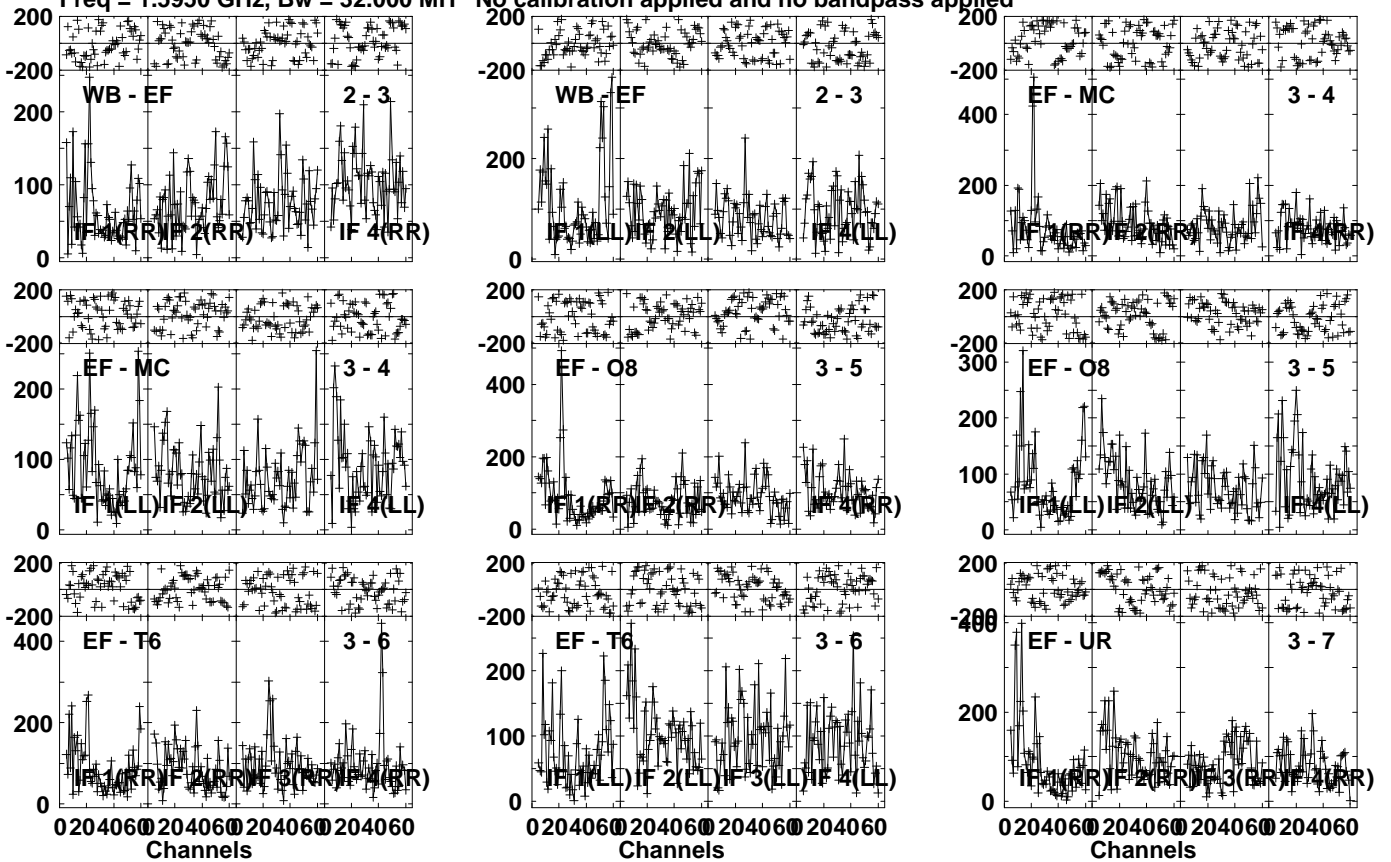 Freq = 1.5950 GHz, Bw = 32.000 MH No calibration applied and no bandpass applied
200 200 200
-200 -200 -200
WB - EF 2 - 3 WB - EF 2 - 3 EF - MC 3 - 4
200 400
100 200 200
IF 1(RR) IF 2(RR) IF 4(RR) IF 1(LL) IF 2(LL) IF 4(LL) IF 1(RR) IF 2(RR) IF 4(RR)
0 0 0
200 200 200
-200 -200 -200
EF - MC 3 - 4 EF - O8 3 - 5 EF - O8 3 - 5
200 400 300
100 200 200
100
IF 1(LL) IF 2(LL) IF 4(LL) IF 1(RR) IF 2(RR) IF 4(RR) IF 1(LL) IF 2(LL) IF 4(LL)
0 0 0
200 200 200
-200 -200 -200
400 400
EF - T6 3 - 6 EF - T6 3 - 6 EF - UR 3 - 7
200 200 200
100
IF 1(RR) IF 2(RR) IF 3(RR) IF 4(RR) IF 1(LL) IF 2(LL) IF 3(LL) IF 4(LL) IF 1(RR) IF 2(RR) IF 3(RR) IF 4(RR)
0 0 0
0 20 40 60 0 20 40 60 0 20 40 60 0 20 40 60 0 20 40 60 0 20 40 60 0 20 40 60 0 20 40 60 0 20 40 60 0 20 40 60 0 20 40 60 0 20 40 60
Channels Channels Channels